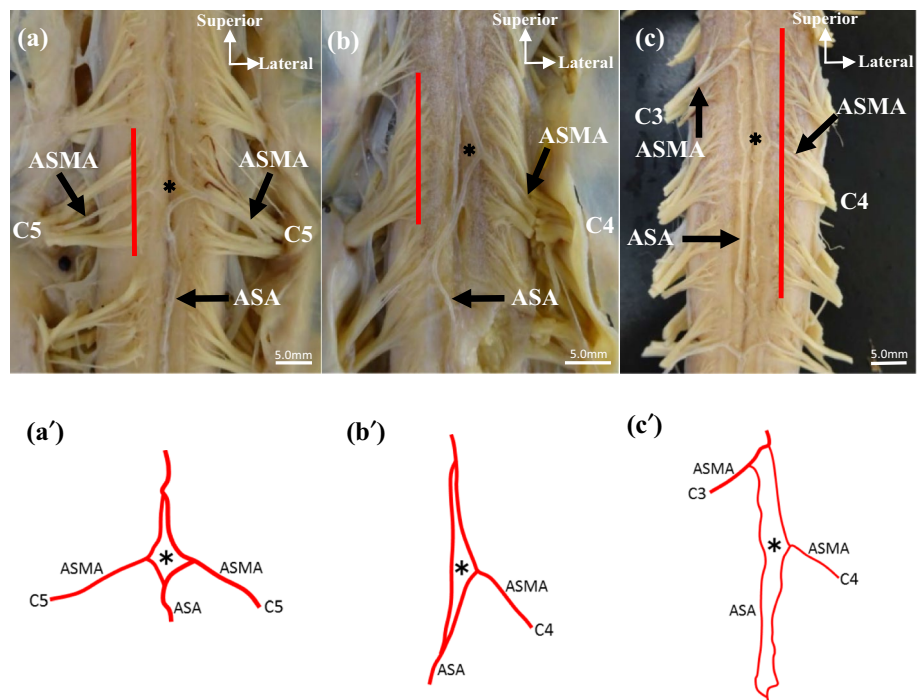 (a)
Superior
Lateral
ASMA
ASMA
*
C5
C5
ASA
5.0mm
(b)
Superior
Lateral
*
ASMA
C4
ASA
5.0mm
(c)
Superior
Lateral
C3
ASMA
ASMA
*
C4
ASA
5.0mm
(a′)
ASMA
*
ASMA
C5
ASA
C5
(b′)
*
ASMA
C4
ASA
(c′)
ASMA
C3
*
ASMA
C4
ASA